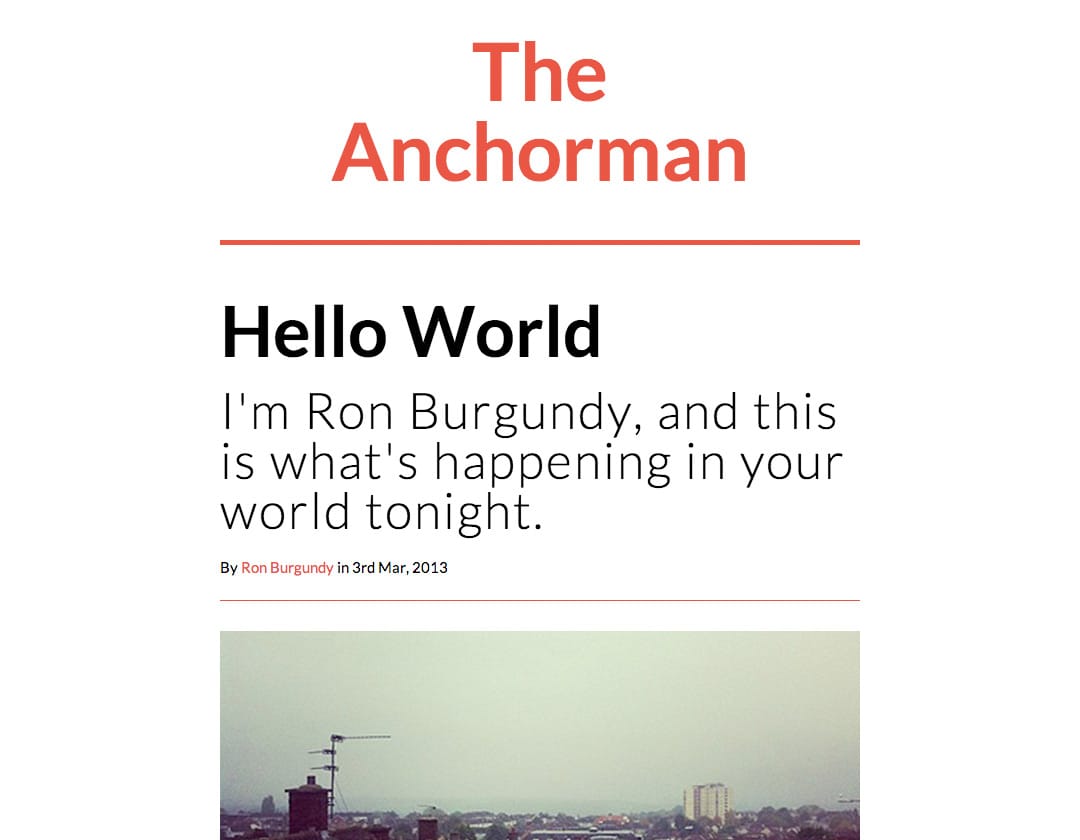 The
Anchorman
Hello World
I'm Ron Burgundy, and this
is what's happening in your
world tonight.
By Ron Burgundy in 3rd Mar, 2013